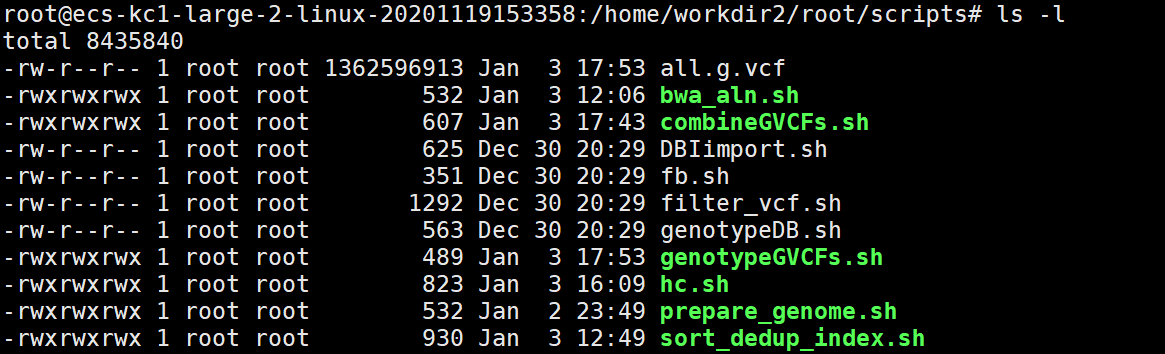 root@ecs-kc1-large-2-linux-20201119153358:/home/workdir2/root/scripts# ls -l
total 8435840
-rw-r--r-- 1 root root 1362596913 Jan  3 17:53 all.g.vcf
-rwxrwxrwx 1 root root        532 Jan  3 12:06 bwa_aln.sh
-rwxrwxrwx 1 root root        607 Jan  3 17:43 combineGVCFs.sh
-rw-r--r-- 1 root root        625 Dec 30 20:29 DBIimport.sh
-rw-r--r-- 1 root root        351 Dec 30 20:29 fb.sh
-rw-r--r-- 1 root root       1292 Dec 30 20:29 filter_vcf.sh
-rw-r--r-- 1 root root        563 Dec 30 20:29 genotypeDB.sh
-rwxrwxrwx 1 root root        489 Jan  3 17:53 genotypeGVCFs.sh
-rwxrwxrwx 1 root root        823 Jan  3 16:09 hc.sh
-rwxrwxrwx 1 root root        532 Jan  2 23:49 prepare_genome.sh
-rwxrwxrwx 1 root root        930 Jan  3 12:49 sort_dedup_index.sh